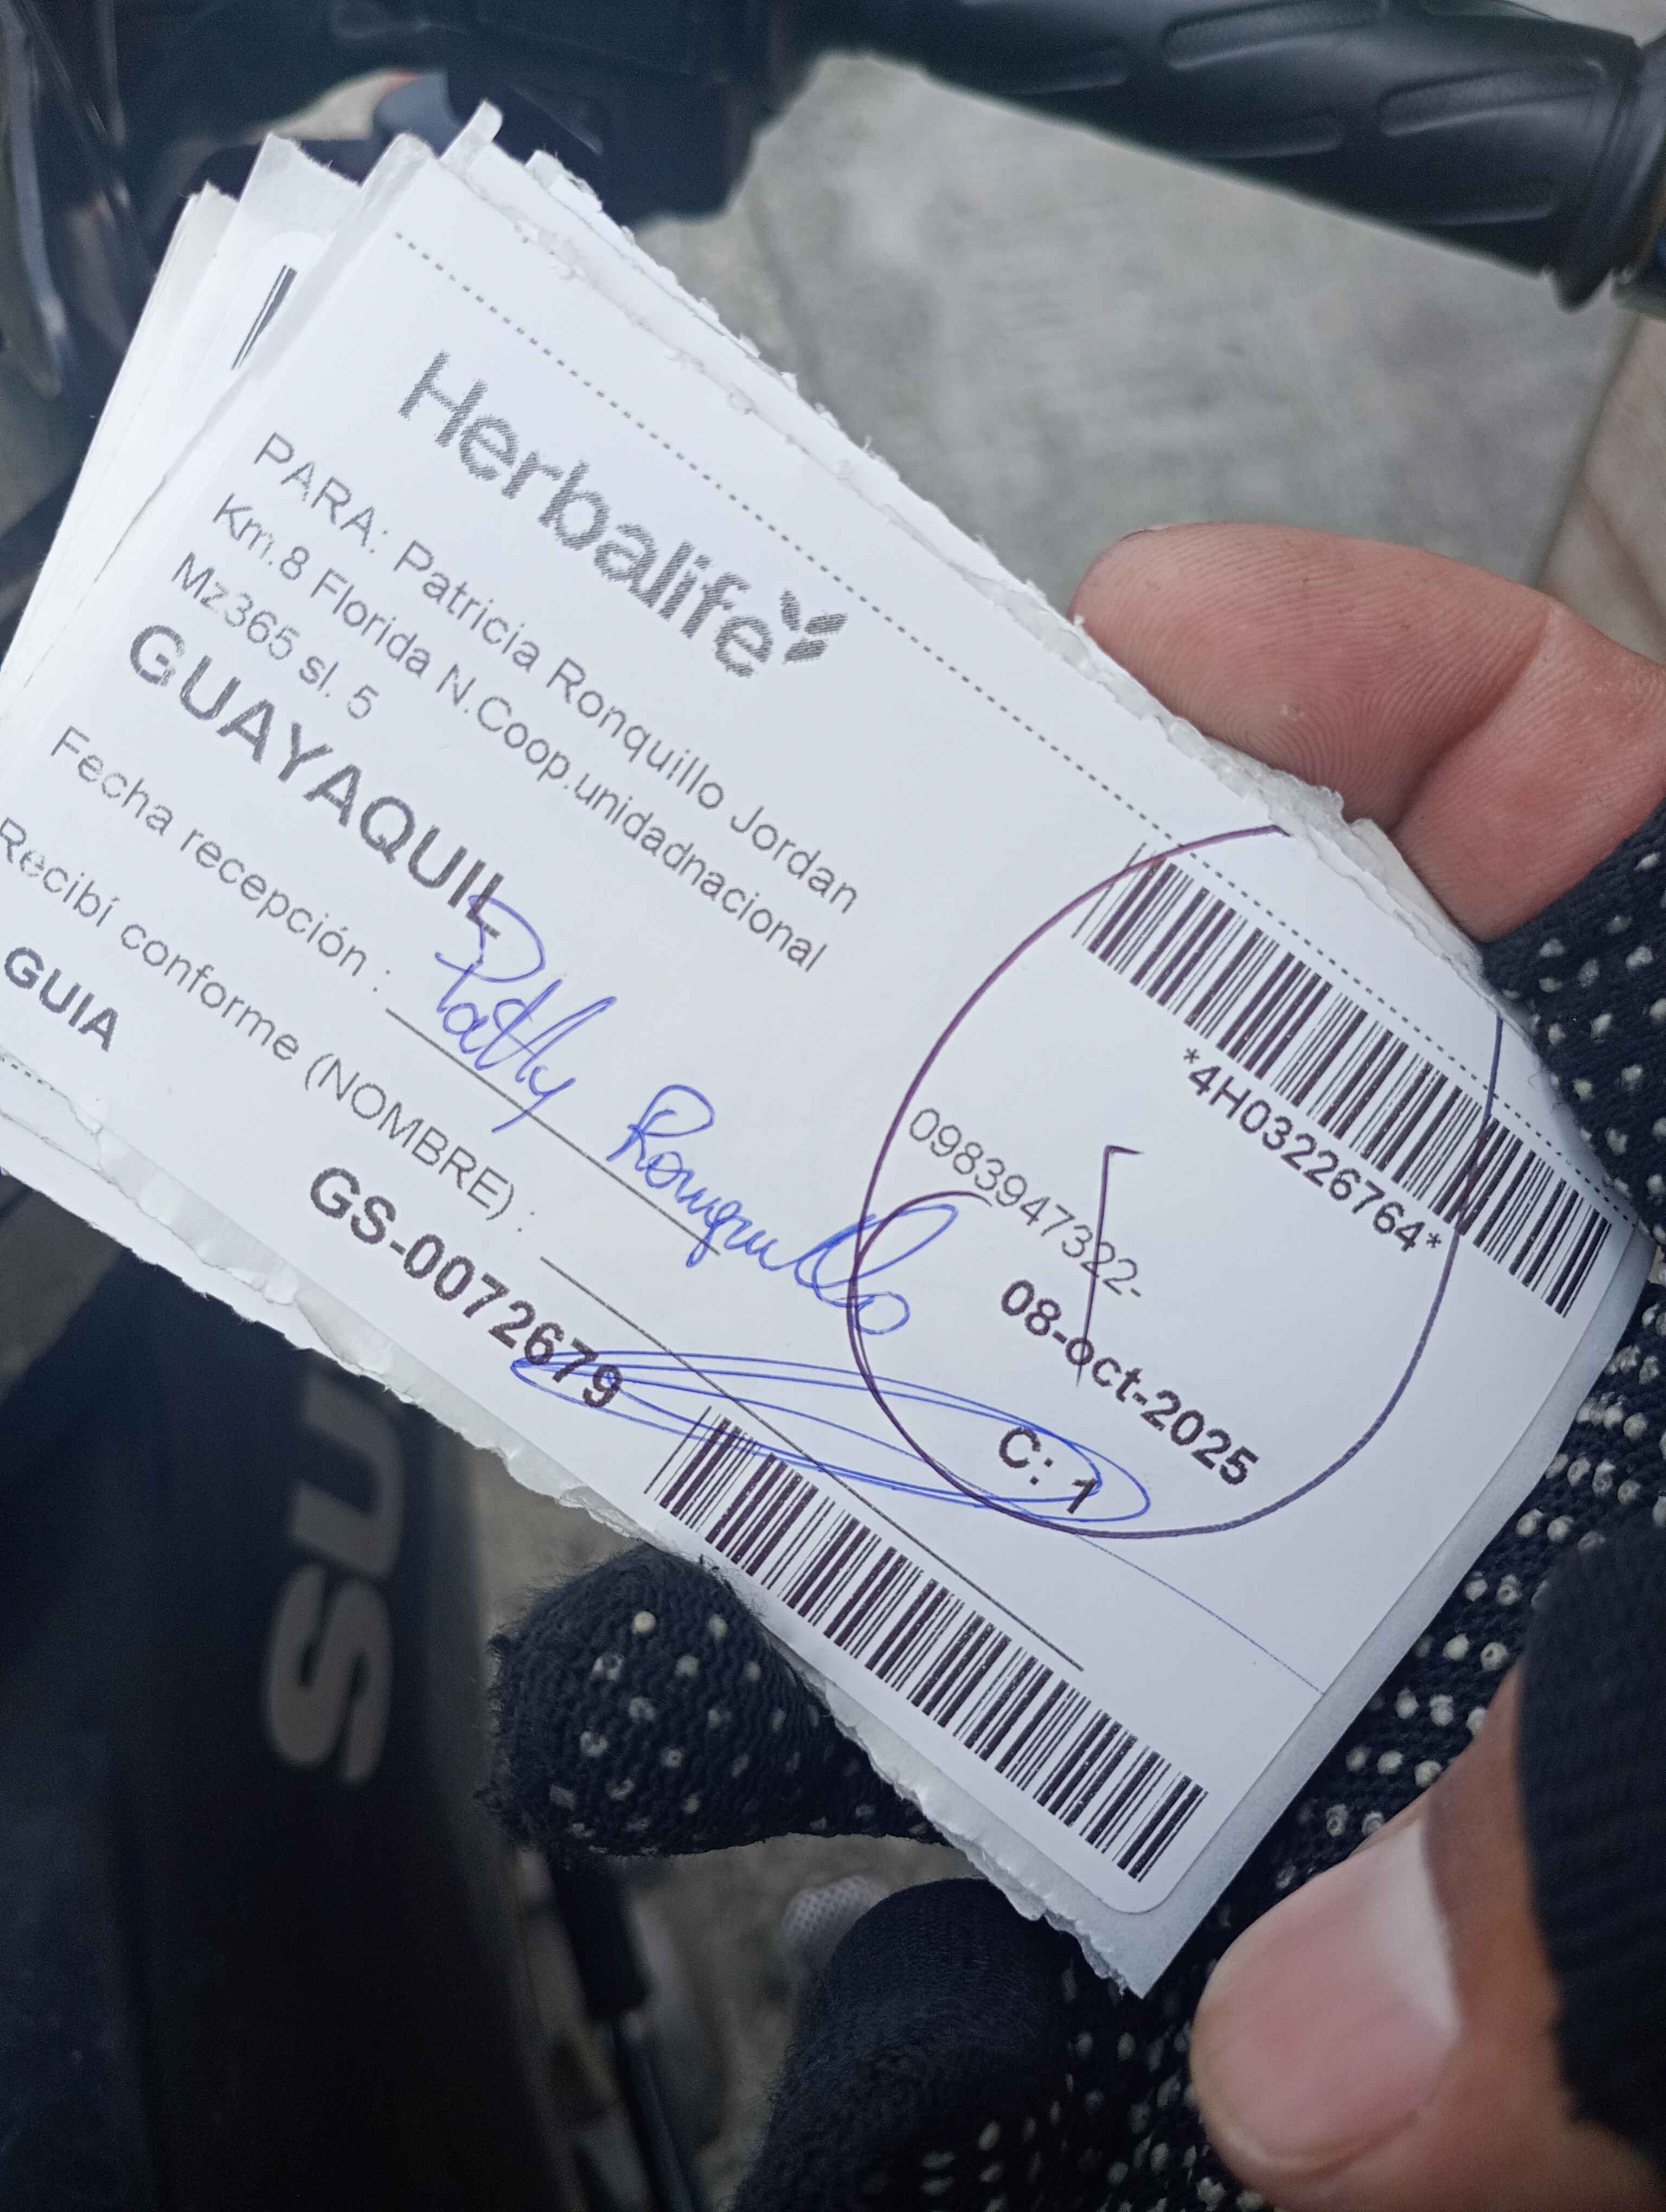 Herbalife
*4H03226764*
PARA: Patricia Ronquillo Jordan
Km.8 Florida N.Coop.unidadnacional
0983947322-
Mz365 sl. 5
08-oct-2025
GUAYAQUIL
C: 1
Fecha recepción :
Patty Ronquillo
Recibí conforme (NOMBRE) :
GUIA
GS-0072679
SU